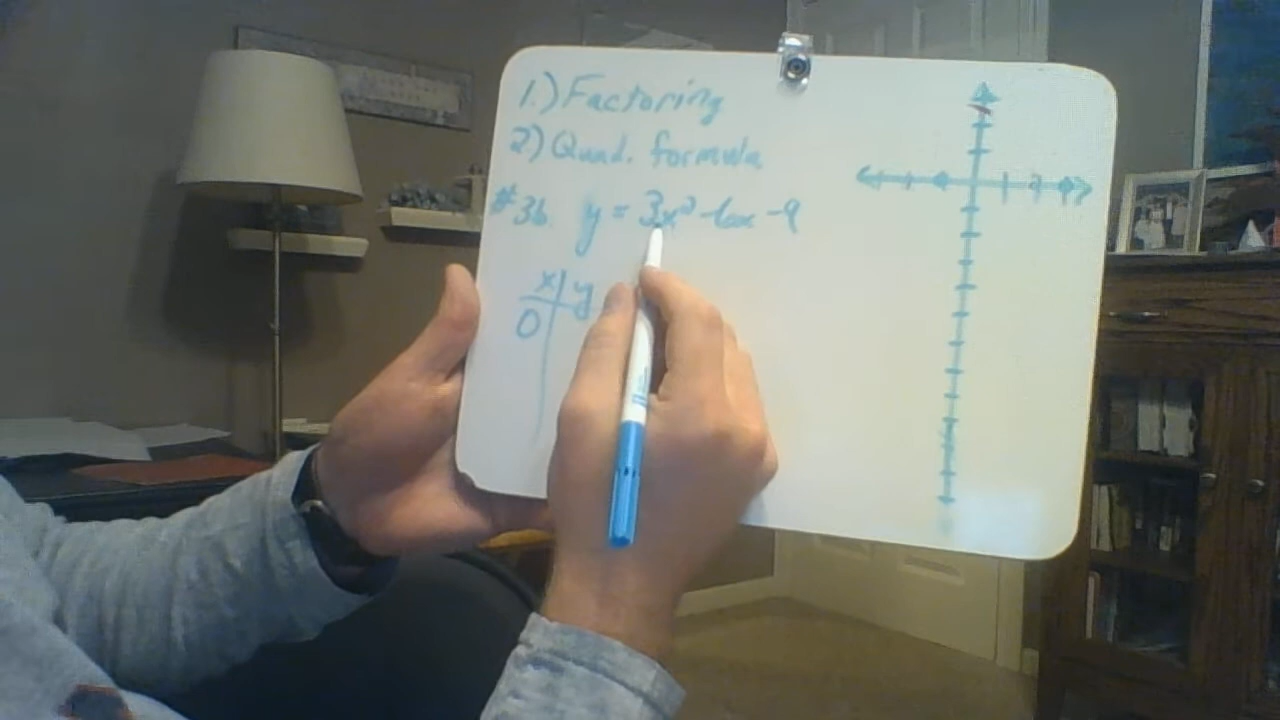 1.) Factoring
2) Quad. formula
#36. y = 3x² - 6x - 9
x y
0